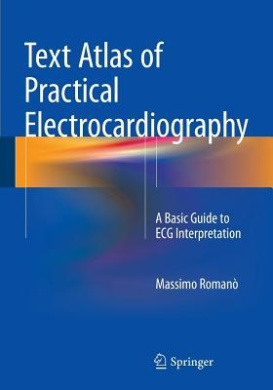 Text Atlas of
Practical
Electrocardiography
A Basic Guide to
ECG Interpretation
Massimo Romanò
Springer